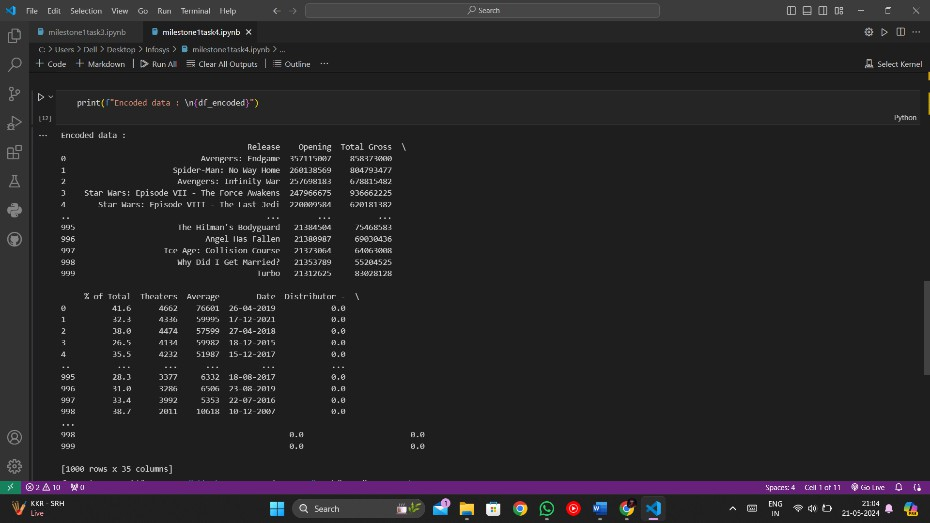 File Edit Selection View Go Run Terminal Help
Search
milestone1task3.ipynb milestone1task4.ipynb
C: > Users > Dell > Desktop > Infosys > milestone1task4.ipynb > ...
+ Code + Markdown Run All Clear All Outputs Outline ... Select Kernel
print(f"Encoded data : \n{df_encoded}")
[12] Python
... Encoded data :
Release Opening Total Gross \
0 Avengers: Endgame 357115007 858373000
1 Spider-Man: No Way Home 260138569 804793477
2 Avengers: Infinity War 257698183 678815482
3 Star Wars: Episode VII - The Force Awakens 247966675 936662225
4 Star Wars: Episode VIII - The Last Jedi 220009584 620181382
.. ... ... ...
995 The Hitman's Bodyguard 21384504 75468583
996 Angel Has Fallen 21380987 69030436
997 Ice Age: Collision Course 21373064 64063008
998 Why Did I Get Married? 21353789 55204525
999 Turbo 21312625 83028128
% of Total Theaters Average Date Distributor - \
0 41.6 4662 76601 26-04-2019 0.0
1 32.3 4336 59995 17-12-2021 0.0
2 38.0 4474 57599 27-04-2018 0.0
3 26.5 4134 59982 18-12-2015 0.0
4 35.5 4232 51987 15-12-2017 0.0
.. ... ... ... ... ...
995 28.3 3377 6332 18-08-2017 0.0
996 31.0 3286 6506 23-08-2019 0.0
997 33.4 3992 5353 22-07-2016 0.0
998 38.7 2011 10618 10-12-2007 0.0
...
998 0.0 0.0
999 0.0 0.0
[1000 rows x 35 columns]
2 10 0 Spaces: 4 Cell 1 of 11 Go Live
KKR - SRH
Live
Search
ENG
IN
21:04
21-05-2024